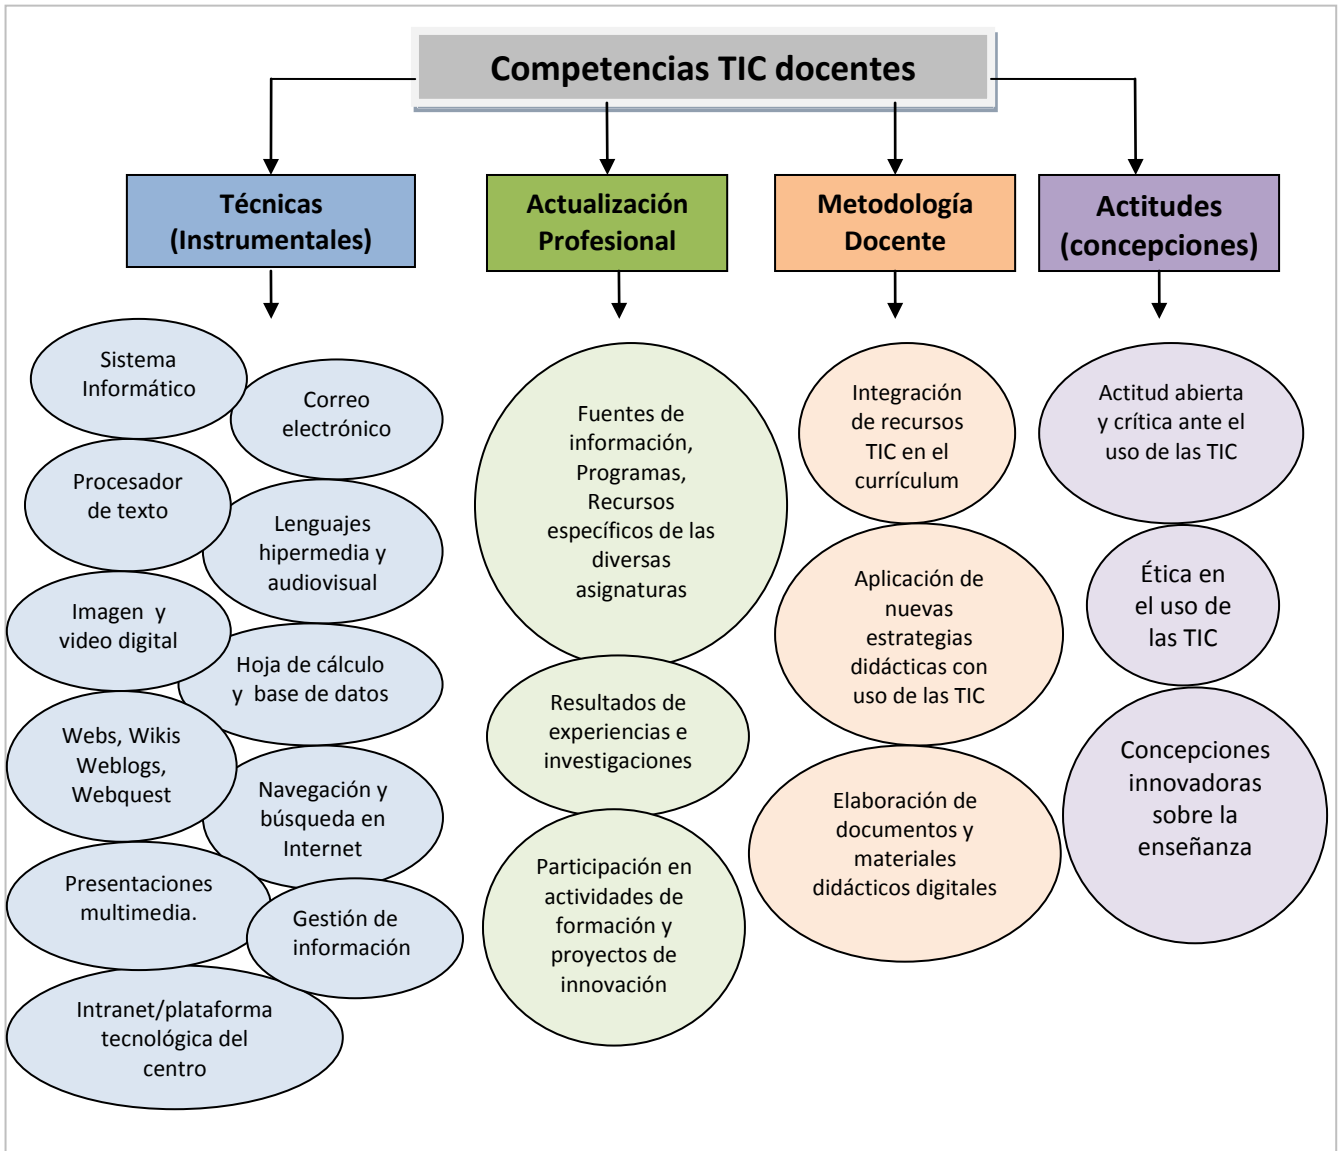 Competencias TIC docentes
Técnicas
(Instrumentales)
Actualización
Profesional
Metodología
Docente
Actitudes
(concepciones)
Sistema
Informático
Correo
electrónico
Procesador
de texto
Lenguajes
hipermedia y
audiovisual
Imagen y
video digital
Hoja de cálculo
y base de datos
Webs, Wikis
Weblogs,
Webquest
Navegación y
búsqueda en
Internet
Presentaciones
multimedia.
Gestión de
información
Intranet/plataforma
tecnológica del
centro
Fuentes de
información,
Programas,
Recursos
específicos de las
diversas
asignaturas
Resultados de
experiencias e
investigaciones
Participación en
actividades de
formación y
proyectos de
innovación
Integración
de recursos
TIC en el
currículum
Aplicación de
nuevas
estrategias
didácticas con
uso de las TIC
Elaboración de
documentos y
materiales
didácticos digitales
Actitud abierta
y crítica ante el
uso de las TIC
Ética en
el uso de
las TIC
Concepciones
innovadoras
sobre la
enseñanza